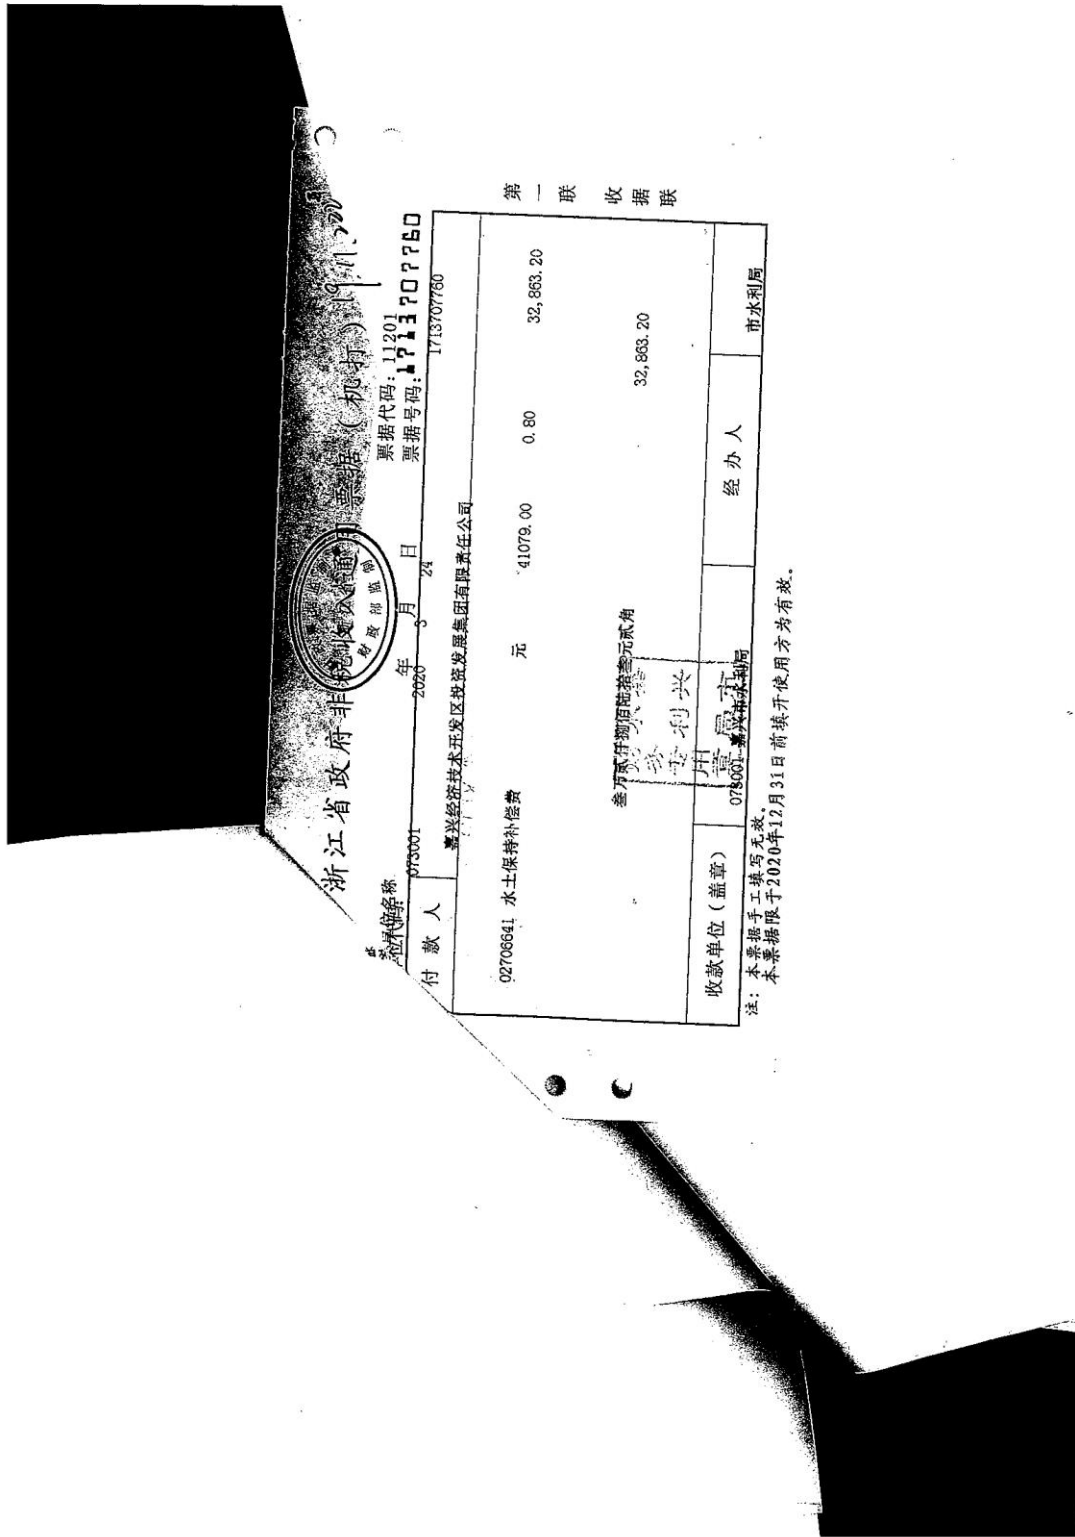 浙江省政府非税收入通用票据（机打）
财政部监制
票据代码：11201
票据号码：1713707760
2020 年 3 月 24 日
单位名称
073001
1713707760
付款人
嘉兴经济技术开发区投资发展集团有限责任公司
02706641 水土保持补偿费 元 41079.00 0.80 32,863.20
叁万贰仟捌佰陆拾叁元贰角 32,863.20
收款单位（盖章） 073001-嘉兴市水利局 经办人 市水利局
注：本票据手工填写无效。
本票据限于2020年12月31日前填开使用方为有效。
第一联
收据联